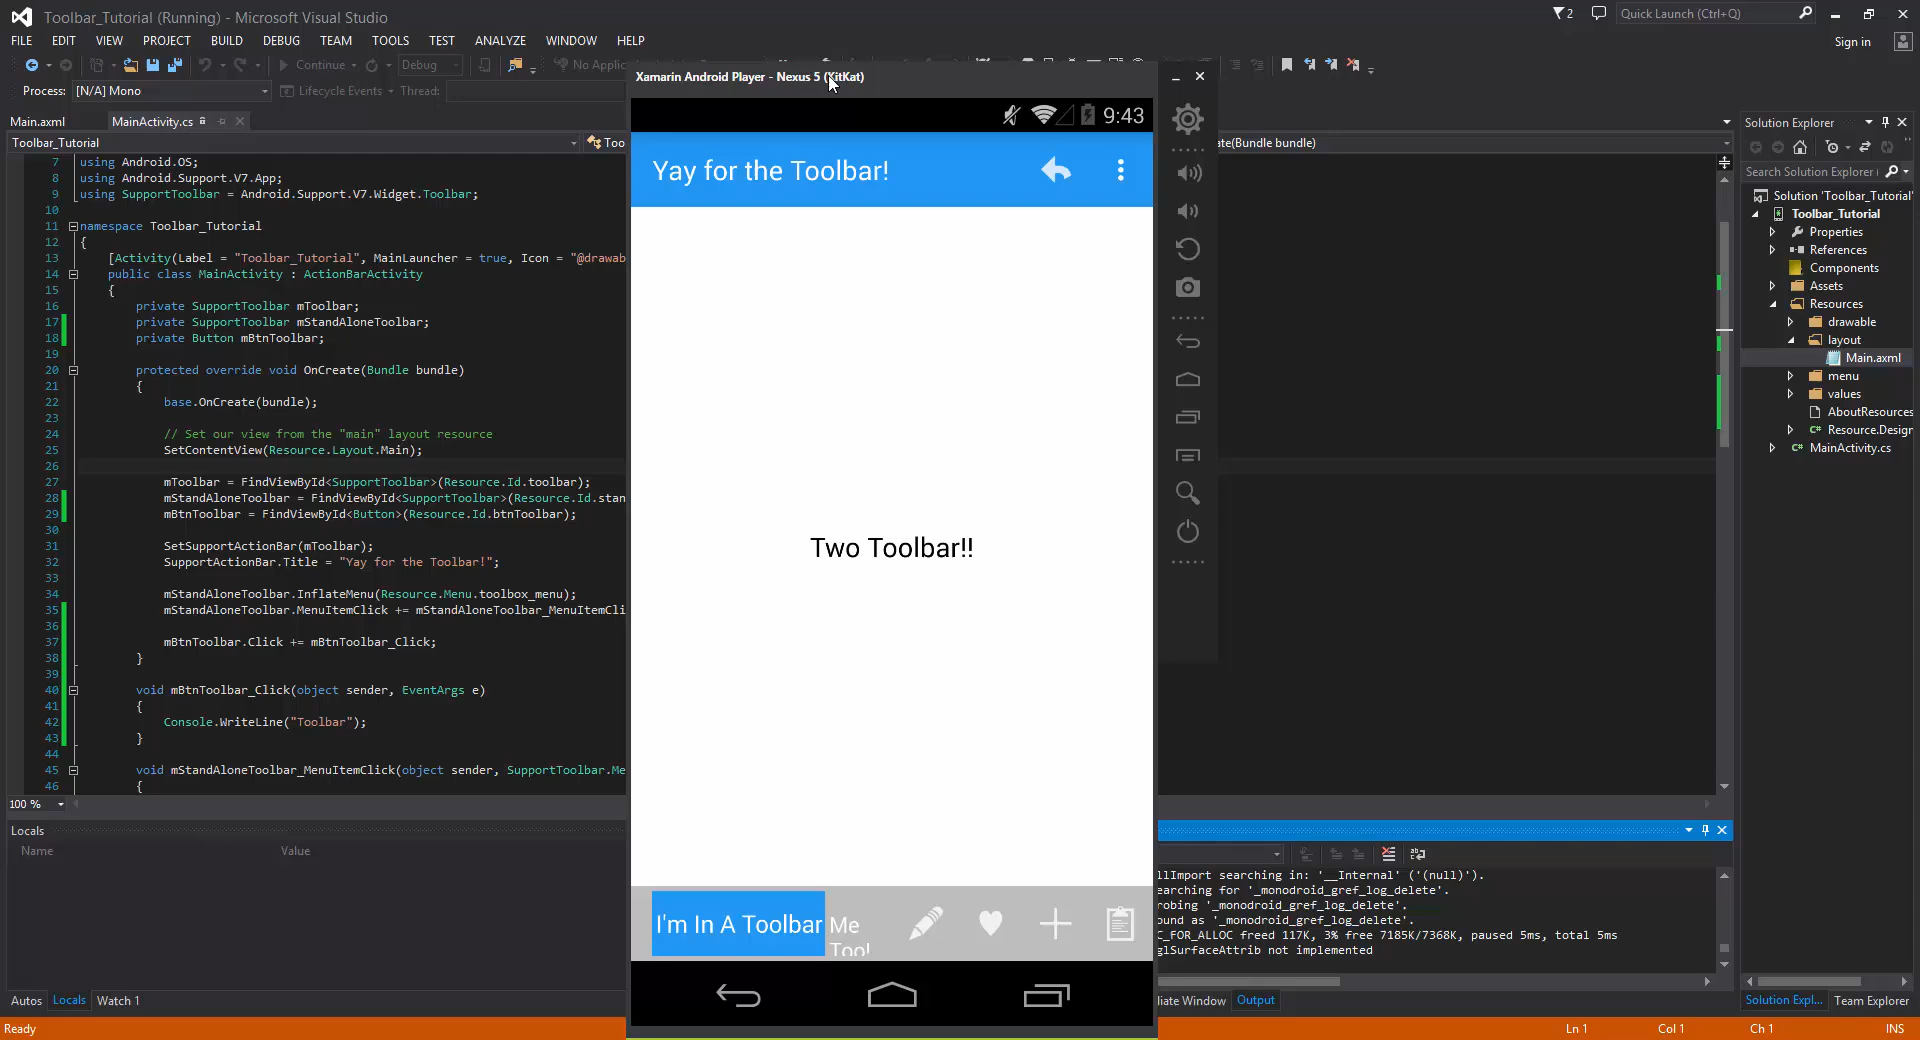 Toolbar_Tutorial (Running) - Microsoft Visual Studio
2
Quick Launch (Ctrl+Q)
FILE EDIT VIEW PROJECT BUILD DEBUG TEAM TOOLS TEST ANALYZE WINDOW HELP
Sign in
Continue
Debug
No Applic
Process: [N/A] Mono
Lifecycle Events
Thread:
Main.axml
MainActivity.cs
Toolbar_Tutorial
Too
ate(Bundle bundle)
7 using Android.OS;
8 using Android.Support.V7.App;
9 using SupportToolbar = Android.Support.V7.Widget.Toolbar;
10
11 namespace Toolbar_Tutorial
12 {
13 [Activity(Label = "Toolbar_Tutorial", MainLauncher = true, Icon = "@drawab
14 public class MainActivity : ActionBarActivity
15 {
16 private SupportToolbar mToolbar;
17 private SupportToolbar mStandAloneToolbar;
18 private Button mBtnToolbar;
19
20 protected override void OnCreate(Bundle bundle)
21 {
22 base.OnCreate(bundle);
23
24 // Set our view from the "main" layout resource
25 SetContentView(Resource.Layout.Main);
26
27 mToolbar = FindViewById<SupportToolbar>(Resource.Id.toolbar);
28 mStandAloneToolbar = FindViewById<SupportToolbar>(Resource.Id.stan
29 mBtnToolbar = FindViewById<Button>(Resource.Id.btnToolbar);
30
31 SetSupportActionBar(mToolbar);
32 SupportActionBar.Title = "Yay for the Toolbar!";
33
34 mStandAloneToolbar.InflateMenu(Resource.Menu.toolbox_menu);
35 mStandAloneToolbar.MenuItemClick += mStandAloneToolbar_MenuItemCli
36
37 mBtnToolbar.Click += mBtnToolbar_Click;
38 }
39
40 void mBtnToolbar_Click(object sender, EventArgs e)
41 {
42 Console.WriteLine("Toolbar");
43 }
44
45 void mStandAloneToolbar_MenuItemClick(object sender, SupportToolbar.Me
46 {
100 %
Locals
Name Value
Autos Locals Watch 1
Ready
Xamarin Android Player - Nexus 5 (KitKat)
9:43
Yay for the Toolbar!
Two Toolbar!!
I'm In A Toolbar
Me
Too!
Solution Explorer
Search Solution Explorer (
Solution 'Toolbar_Tutorial'
Toolbar_Tutorial
Properties
References
Components
Assets
Resources
drawable
layout
Main.axml
menu
values
AboutResources
Resource.Design
MainActivity.cs
llImport searching in: '__Internal' ('(null)').
earching for '_monodroid_gref_log_delete'.
robing '_monodroid_gref_log_delete'.
ound as '_monodroid_gref_log_delete'.
C_FOR_ALLOC freed 117K, 3% free 7185K/7368K, paused 5ms, total 5ms
glSurfaceAttrib not implemented
diate Window Output
Solution Expl... Team Explorer
Ln 1 Col 1 Ch 1 INS